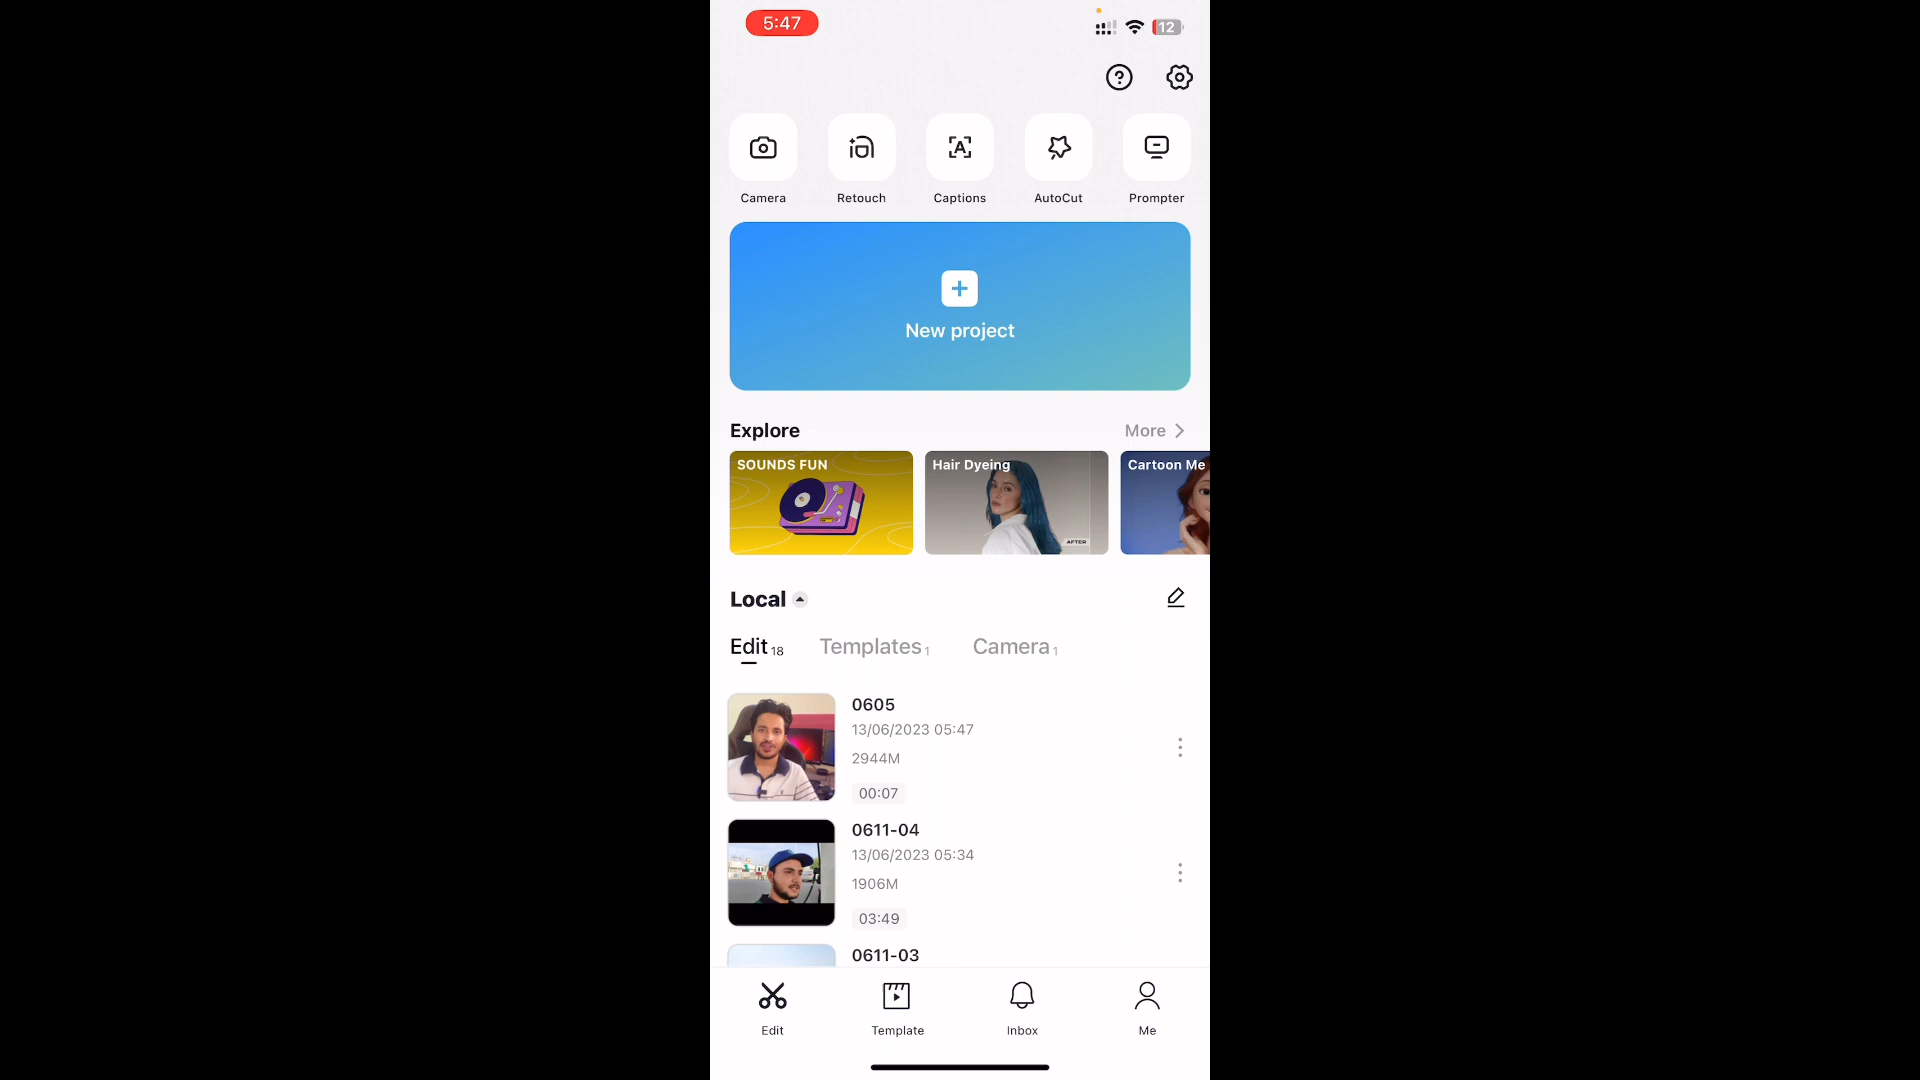 5:47
12
Camera
Retouch
Captions
AutoCut
Prompter
New project
Explore
More
SOUNDS FUN
Hair Dyeing
AFTER
Cartoon Me
Local
Edit 18
Templates 1
Camera 1
0605
13/06/2023 05:47
2944M
00:07
0611-04
13/06/2023 05:34
1906M
03:49
0611-03
Edit
Template
Inbox
Me